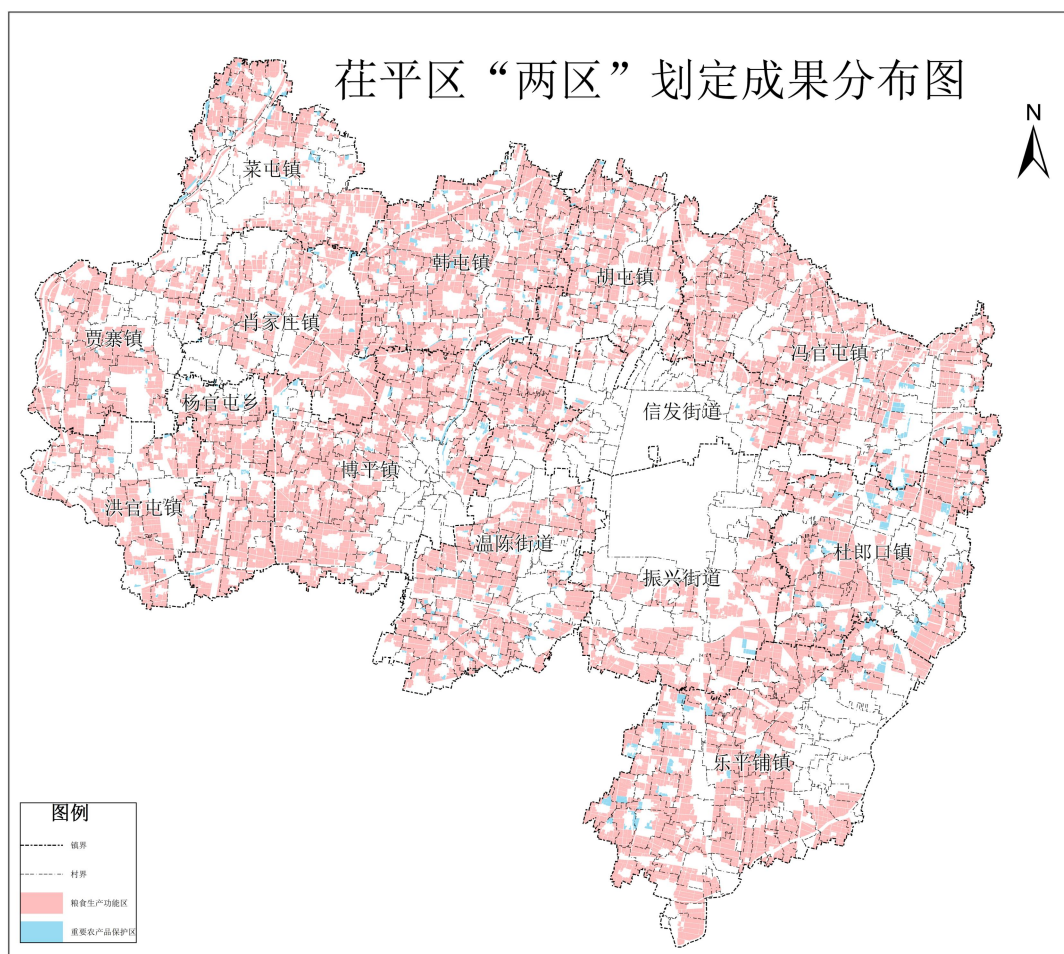 茌平区“两区”划定成果分布图
N
菜屯镇
韩屯镇
胡屯镇
肖家庄镇
贾寨镇
冯官屯镇
杨官屯乡
信发街道
博平镇
洪官屯镇
温陈街道
杜郎口镇
振兴街道
乐平铺镇
图例
镇界
村界
粮食生产功能区
重要农产品保护区